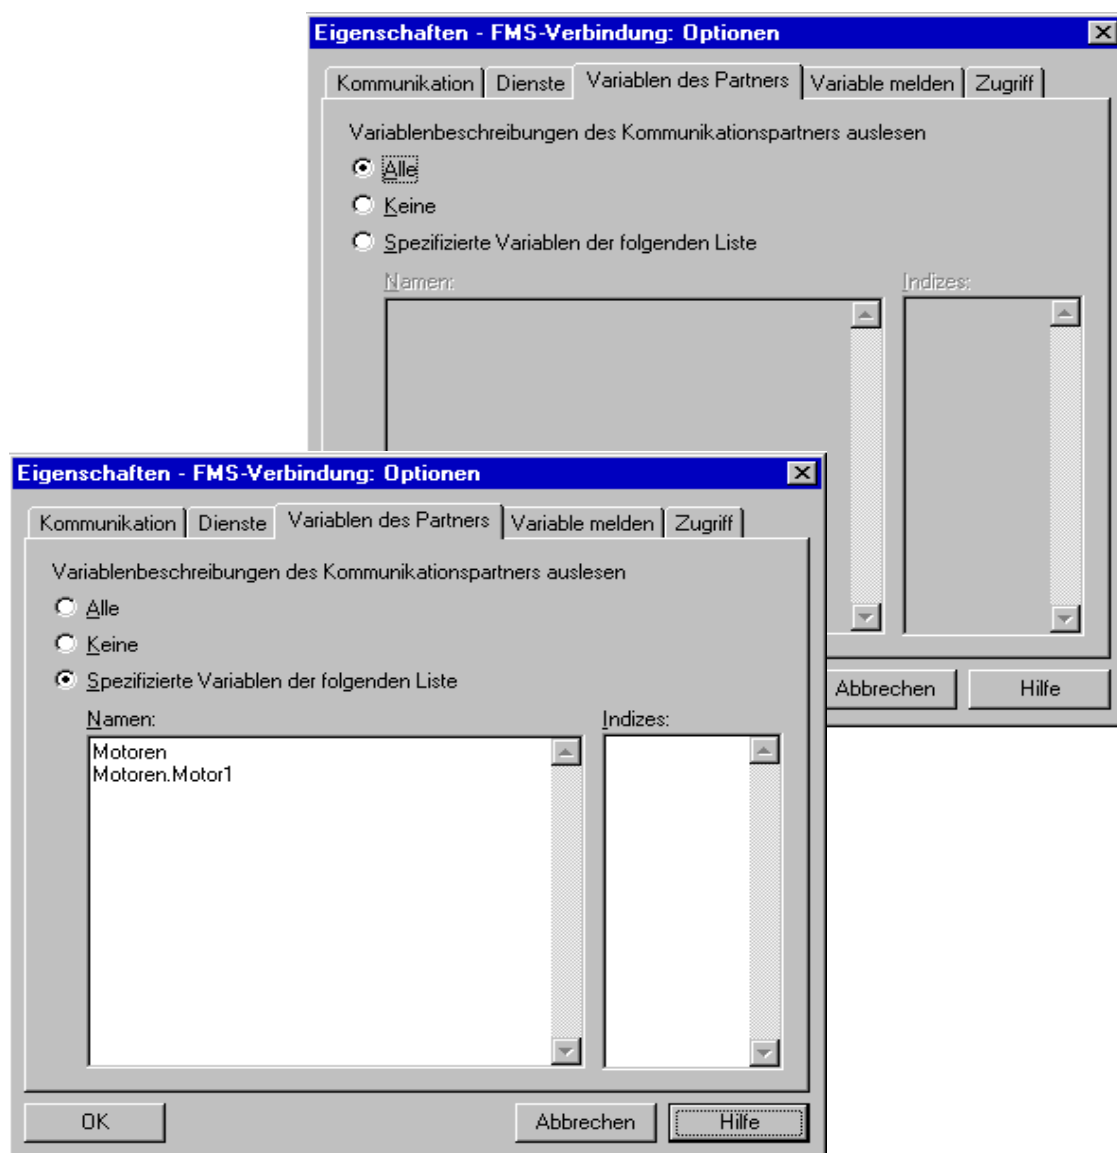 Eigenschaften - FMS-Verbindung: Optionen
Kommunikation Dienste Variablen des Partners Variable melden Zugriff
Variablenbeschreibungen des Kommunikationspartners auslesen
Alle
Keine
Spezifizierte Variablen der folgenden Liste
Namen: Indizes:
Abbrechen Hilfe
Eigenschaften - FMS-Verbindung: Optionen
Kommunikation Dienste Variablen des Partners Variable melden Zugriff
Variablenbeschreibungen des Kommunikationspartners auslesen
Alle
Keine
Spezifizierte Variablen der folgenden Liste
Namen: Indizes:
Motoren
Motoren.Motor1
OK Abbrechen Hilfe